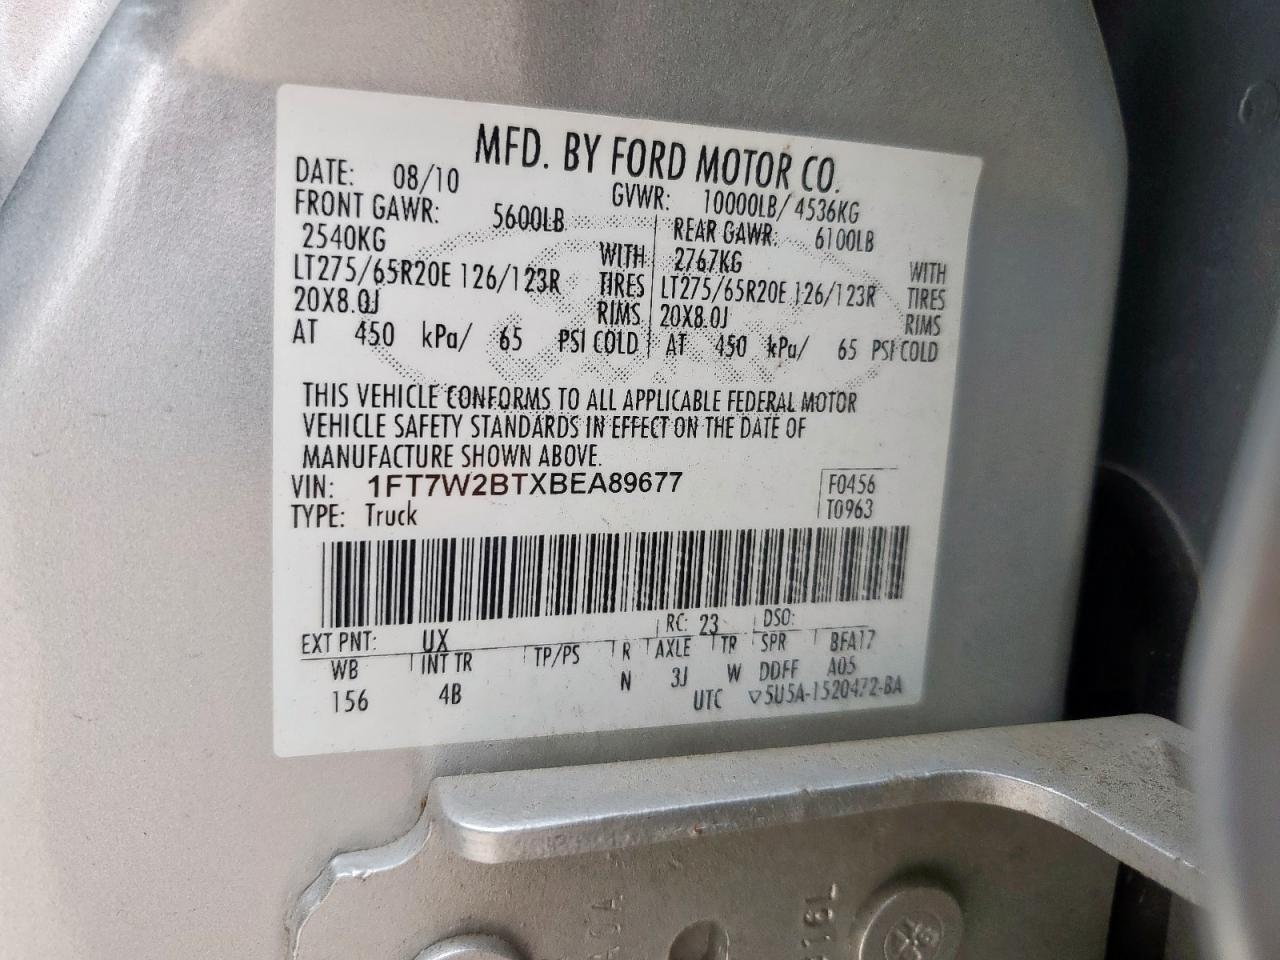 MFD. BY FORD MOTOR CO.
DATE: 08/10 GVWR: 10000LB/ 4536KG
FRONT GAWR: 5600LB REAR GAWR: 6100LB
2540KG WITH 2767KG WITH
LT275/65R20E 126/123R TIRES LT275/65R20E 126/123R TIRES
20X8.0J RIMS 20X8.0J RIMS
AT 450 kPa/ 65 PSI COLD AT 450 kPa/ 65 PSI COLD
THIS VEHICLE CONFORMS TO ALL APPLICABLE FEDERAL MOTOR
VEHICLE SAFETY STANDARDS IN EFFECT ON THE DATE OF
MANUFACTURE SHOWN ABOVE.
VIN: 1FT7W2BTXBEA89677 F0456
TYPE: Truck T0963
EXT PNT: UX RC: 23 DSO:
WB INT TR TP/PS R AXLE TR SPR BFA17
156 4B N 3J W DDFF A05
UTC ▽5U5A-1520472-BA